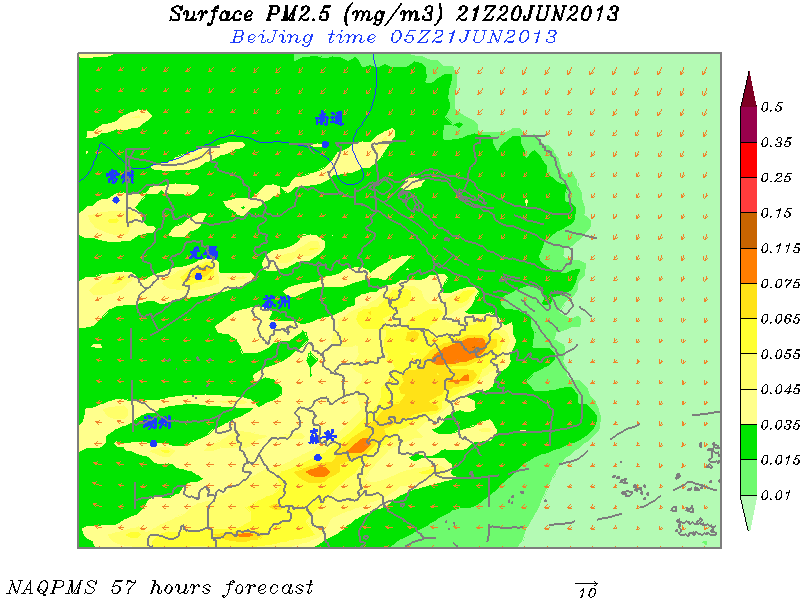 Surface PM2.5 (mg/m3) 21Z20JUN2013
BeiJing time 05Z21JUN2013
南通
常州
无锡
苏州
湖州
嘉兴
0.5
0.35
0.25
0.15
0.115
0.075
0.065
0.055
0.045
0.035
0.015
0.01
NAQPMS 57 hours forecast
10